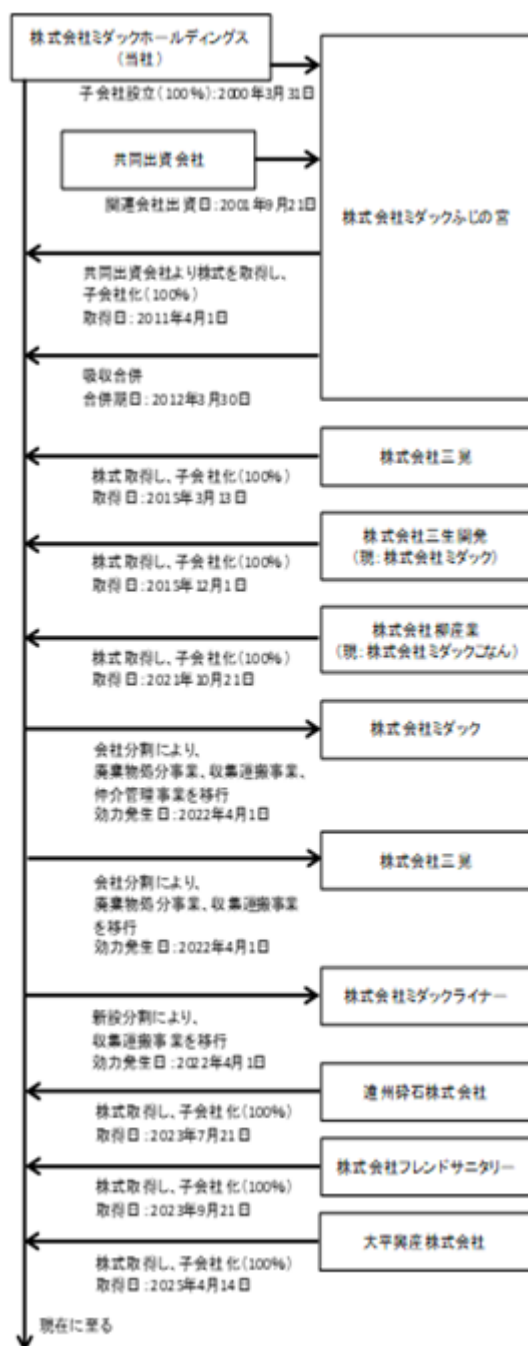 株式会社ミダックホールディングス
(当社)
子会社設立(100%):2000年3月31日
共同出資会社
関連会社出資日:2001年9月21日
株式会社ミダックふじの宮
共同出資会社より株式を取得し、
子会社化(100%)
取得日:2011年4月1日
吸収合併
合併期日:2012年3月30日
株式会社三晃
株式取得し、子会社化(100%)
取得日:2015年3月13日
株式会社三生開発
(現:株式会社ミダック)
株式取得し、子会社化(100%)
取得日:2015年12月1日
株式会社柳産業
(現:株式会社ミダックこなん)
株式取得し、子会社化(100%)
取得日:2021年10月21日
株式会社ミダック
会社分割により、
廃棄物処分事業、収集運搬事業、
仲介管理事業を移行
効力発生日:2022年4月1日
株式会社三晃
会社分割により、
廃棄物処分事業、収集運搬事業
を移行
効力発生日:2022年4月1日
株式会社ミダックライナー
新設分割により、
収集運搬事業を移行
効力発生日:2022年4月1日
遠州砕石株式会社
株式取得し、子会社化(100%)
取得日:2023年7月21日
株式会社フレンドサニタリー
株式取得し、子会社化(100%)
取得日:2023年9月21日
大平興産株式会社
株式取得し、子会社化(100%)
取得日:2025年4月14日
現在に至る